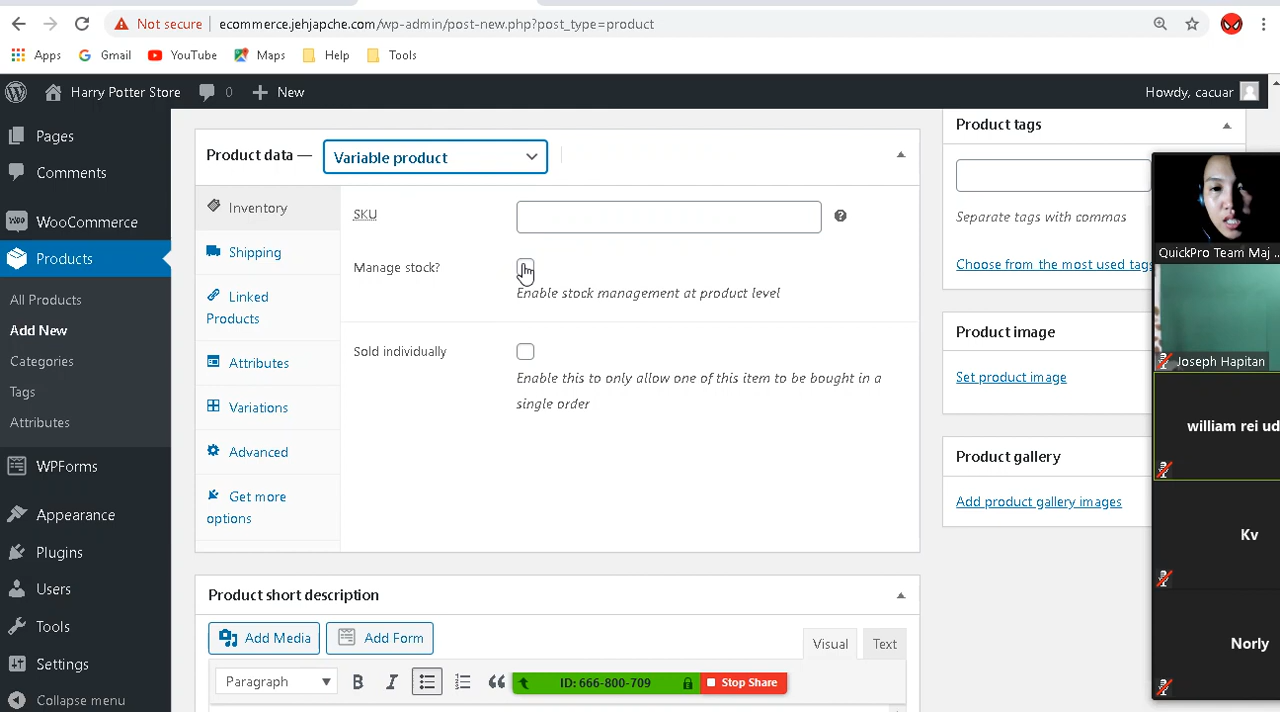 Not secure ecommerce.jehjapche.com/wp-admin/post-new.php?post_type=product
Apps Gmail YouTube Maps Help Tools
Harry Potter Store 0 New Howdy, cacuar
Pages
Comments
WooCommerce
Products
All Products
Add New
Categories
Tags
Attributes
WPForms
Appearance
Plugins
Users
Tools
Settings
Collapse menu
Product data — Variable product
Inventory
Shipping
Linked
Products
Attributes
Variations
Advanced
Get more
options
SKU
Manage stock?
Enable stock management at product level
Sold individually
Enable this to only allow one of this item to be bought in a
single order
Product short description
Add Media Add Form
Visual Text
Paragraph B I
ID: 666-800-709 Stop Share
Product tags
Separate tags with commas
Choose from the most used tags
Product image
Set product image
Product gallery
Add product gallery images
QuickPro Team Maj ...
Joseph Hapitan
william rei ud
Kv
Norly